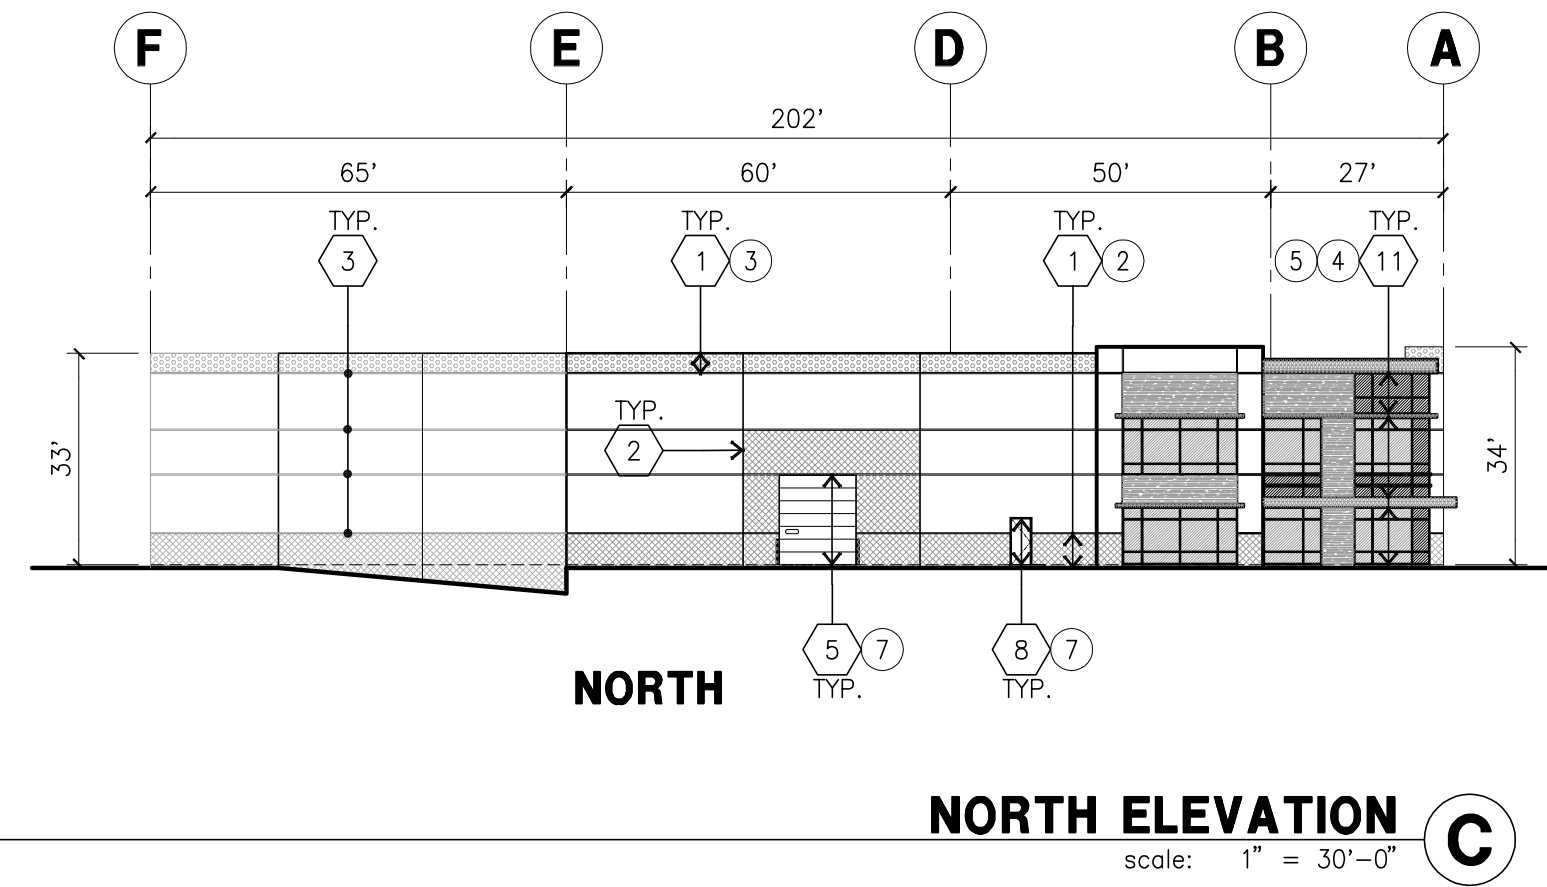 F E D B A
202'
65' 60' 50' 27'
TYP. TYP. TYP. TYP.
3 1 3 1 2 5 4 11
TYP.
2
33'
34'
5 7 8 7
TYP. TYP.
NORTH
NORTH ELEVATION
C
scale: 1" = 30'-0"